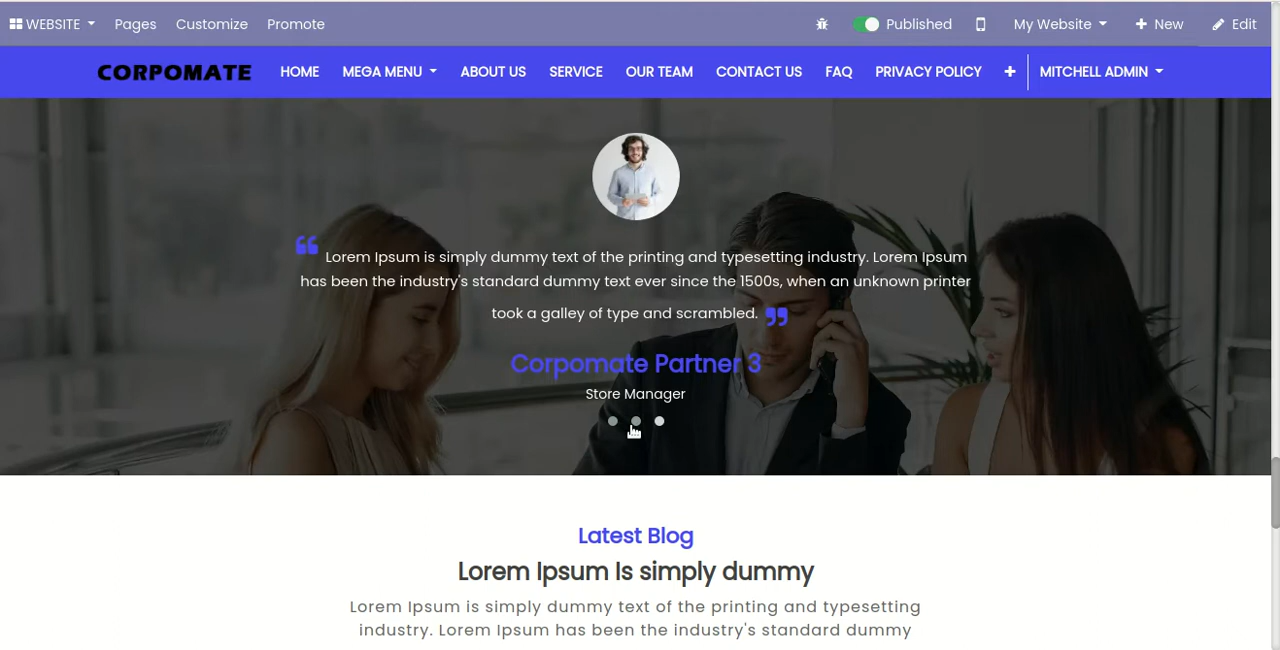 WEBSITE Pages Customize Promote Published My Website New Edit
CORPOMATE HOME MEGA MENU ABOUT US SERVICE OUR TEAM CONTACT US FAQ PRIVACY POLICY + MITCHELL ADMIN
“ Lorem Ipsum is simply dummy text of the printing and typesetting industry. Lorem Ipsum
has been the industry's standard dummy text ever since the 1500s, when an unknown printer
took a galley of type and scrambled. ”
Corpomate Partner 3
Store Manager
Latest Blog
Lorem Ipsum Is simply dummy
Lorem Ipsum is simply dummy text of the printing and typesetting
industry. Lorem Ipsum has been the industry's standard dummy